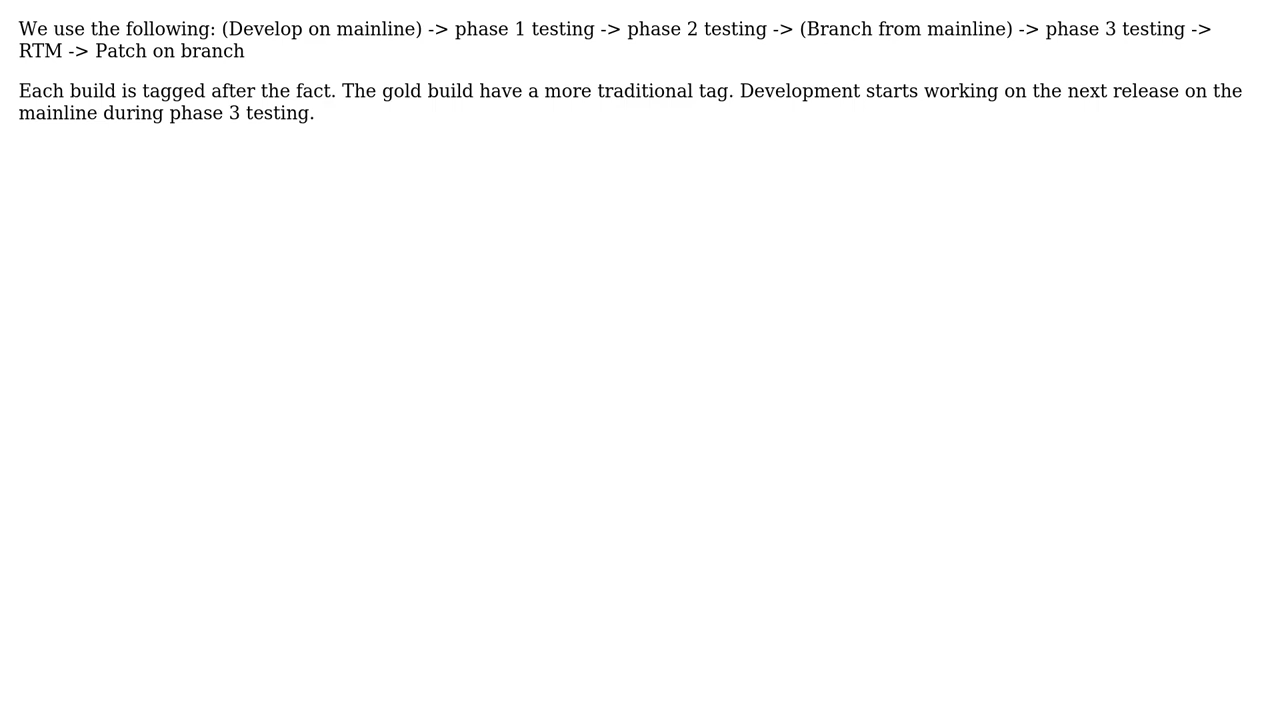 We use the following: (Develop on mainline) -> phase 1 testing -> phase 2 testing -> (Branch from mainline) -> phase 3 testing ->
RTM -> Patch on branch
Each build is tagged after the fact. The gold build have a more traditional tag. Development starts working on the next release on the
mainline during phase 3 testing.